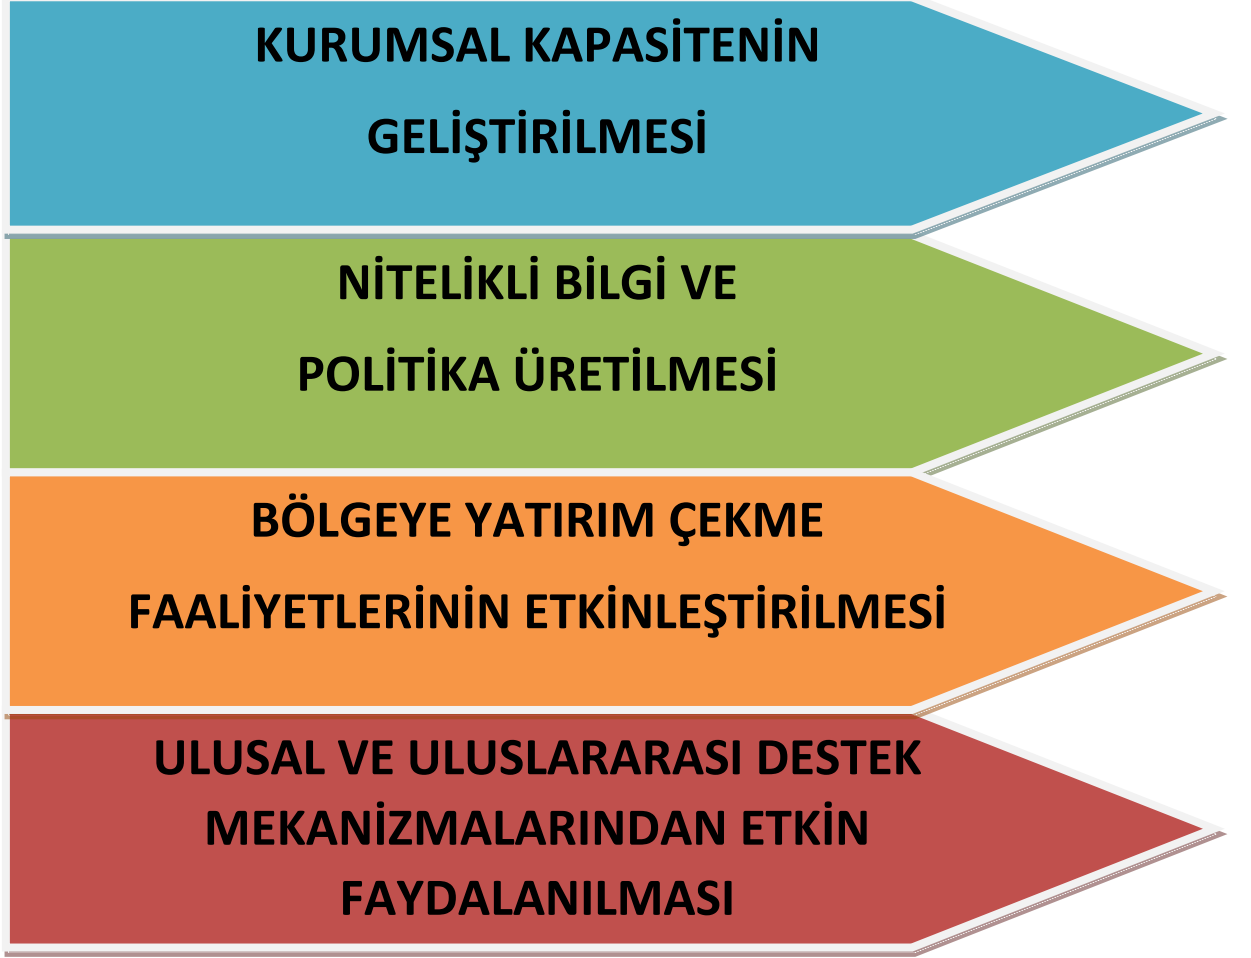 KURUMSAL KAPASİTENİN
GELİŞTİRİLMESİ
NİTELİKLİ BİLGİ VE
POLİTİKA ÜRETİLMESİ
BÖLGEYE YATIRIM ÇEKME
FAALİYETLERİNİN ETKİNLEŞTİRİLMESİ
ULUSAL VE ULUSLARARASI DESTEK
MEKANİZMALARINDAN ETKİN
FAYDALANILMASI